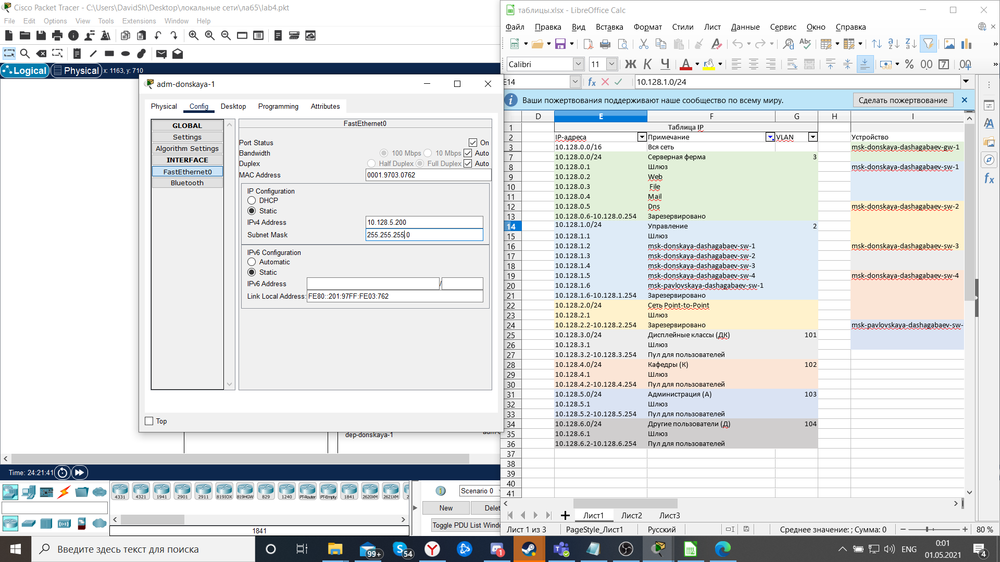 Cisco Packet Tracer - C:\Users\DavidSh\Desktop\локальные сети\лаб5\lab4.pkt
File Edit Options View Tools Extensions Window Help
Logical Physical x: 1163, y: 710
adm-donskaya-1
Physical Config Desktop Programming Attributes
GLOBAL
Settings
Algorithm Settings
INTERFACE
FastEthernet0
Bluetooth
FastEthernet0
Port Status On
Bandwidth 100 Mbps 10 Mbps Auto
Duplex Half Duplex Full Duplex Auto
MAC Address 0001.9703.0762
IP Configuration
DHCP
Static
IPv4 Address 10.128.5.200
Subnet Mask 255.255.255.0
IPv6 Configuration
Automatic
Static
IPv6 Address /
Link Local Address: FE80::201:97FF:FE03:762
Top
dep-donskaya-1
Time: 24:21:41
4331 4321 1941 2901 2911 819IOX 819HGW 829 1240 PT-Router PT-Empty 1841 2620XM 2621XM
1841
Scenario 0
New Delet
Toggle PDU List Windo
таблицы.xlsx - LibreOffice Calc
Файл Правка Вид Вставка Формат Стили Лист Данные Сервис Окно Справка
Calibri 11 Ж К Ч
E14 10.128.1.0/24
Ваши пожертвования поддерживают наше сообщество по всему миру. Сделать пожертвование
D E F G H I
1 Таблица IP
2 IP-адреса Примечание VLAN Устройство
3 10.128.0.0/16 Вся сеть msk-donskaya-dashagabaev-gw-1
7 10.128.0.0/24 Серверная ферма 3
8 10.128.0.1 Шлюз msk-donskaya-dashagabaev-sw-1
9 10.128.0.2 Web
10 10.128.0.3 File
11 10.128.0.4 Mail
12 10.128.0.5 Dns msk-donskaya-dashagabaev-sw-2
13 10.128.0.6-10.128.0.254 Зарезервировано
14 10.128.1.0/24 Управление 2
15 10.128.1.1 Шлюз
16 10.128.1.2 msk-donskaya-dashagabaev-sw-1 msk-donskaya-dashagabaev-sw-3
17 10.128.1.3 msk-donskaya-dashagabaev-sw-2
18 10.128.1.4 msk-donskaya-dashagabaev-sw-3
19 10.128.1.5 msk-donskaya-dashagabaev-sw-4 msk-donskaya-dashagabaev-sw-4
20 10.128.1.6 msk-pavlovskaya-dashagabaev-sw-1
21 10.128.1.6-10.128.1.254 Зарезервировано
22 10.128.2.0/24 Сеть Point-to-Point
23 10.128.2.1 Шлюз
24 10.128.2.2-10.128.2.254 Зарезервировано msk-pavlovskaya-dashagabaev-sw-
25 10.128.3.0/24 Дисплейные классы (ДК) 101
26 10.128.3.1 Шлюз
27 10.128.3.2-10.128.3.254 Пул для пользователей
28 10.128.4.0/24 Кафедры (К) 102
29 10.128.4.1 Шлюз
30 10.128.4.2-10.128.4.254 Пул для пользователей
31 10.128.5.0/24 Администрация (А) 103
32 10.128.5.1 Шлюз
33 10.128.5.2-10.128.5.254 Пул для пользователей
34 10.128.6.0/24 Другие пользователи (Д) 104
35 10.128.6.1 Шлюз
36 10.128.6.2-10.128.6.254 Пул для пользователей
37
38
39
40
41
Лист1 Лист2 Лист3
Лист 1 из 3 PageStyle_Лист1 Русский Среднее значение: ; Сумма: 0 80 %
Введите здесь текст для поиска 99+ 54 1 ENG 0:01
01.05.2021 4